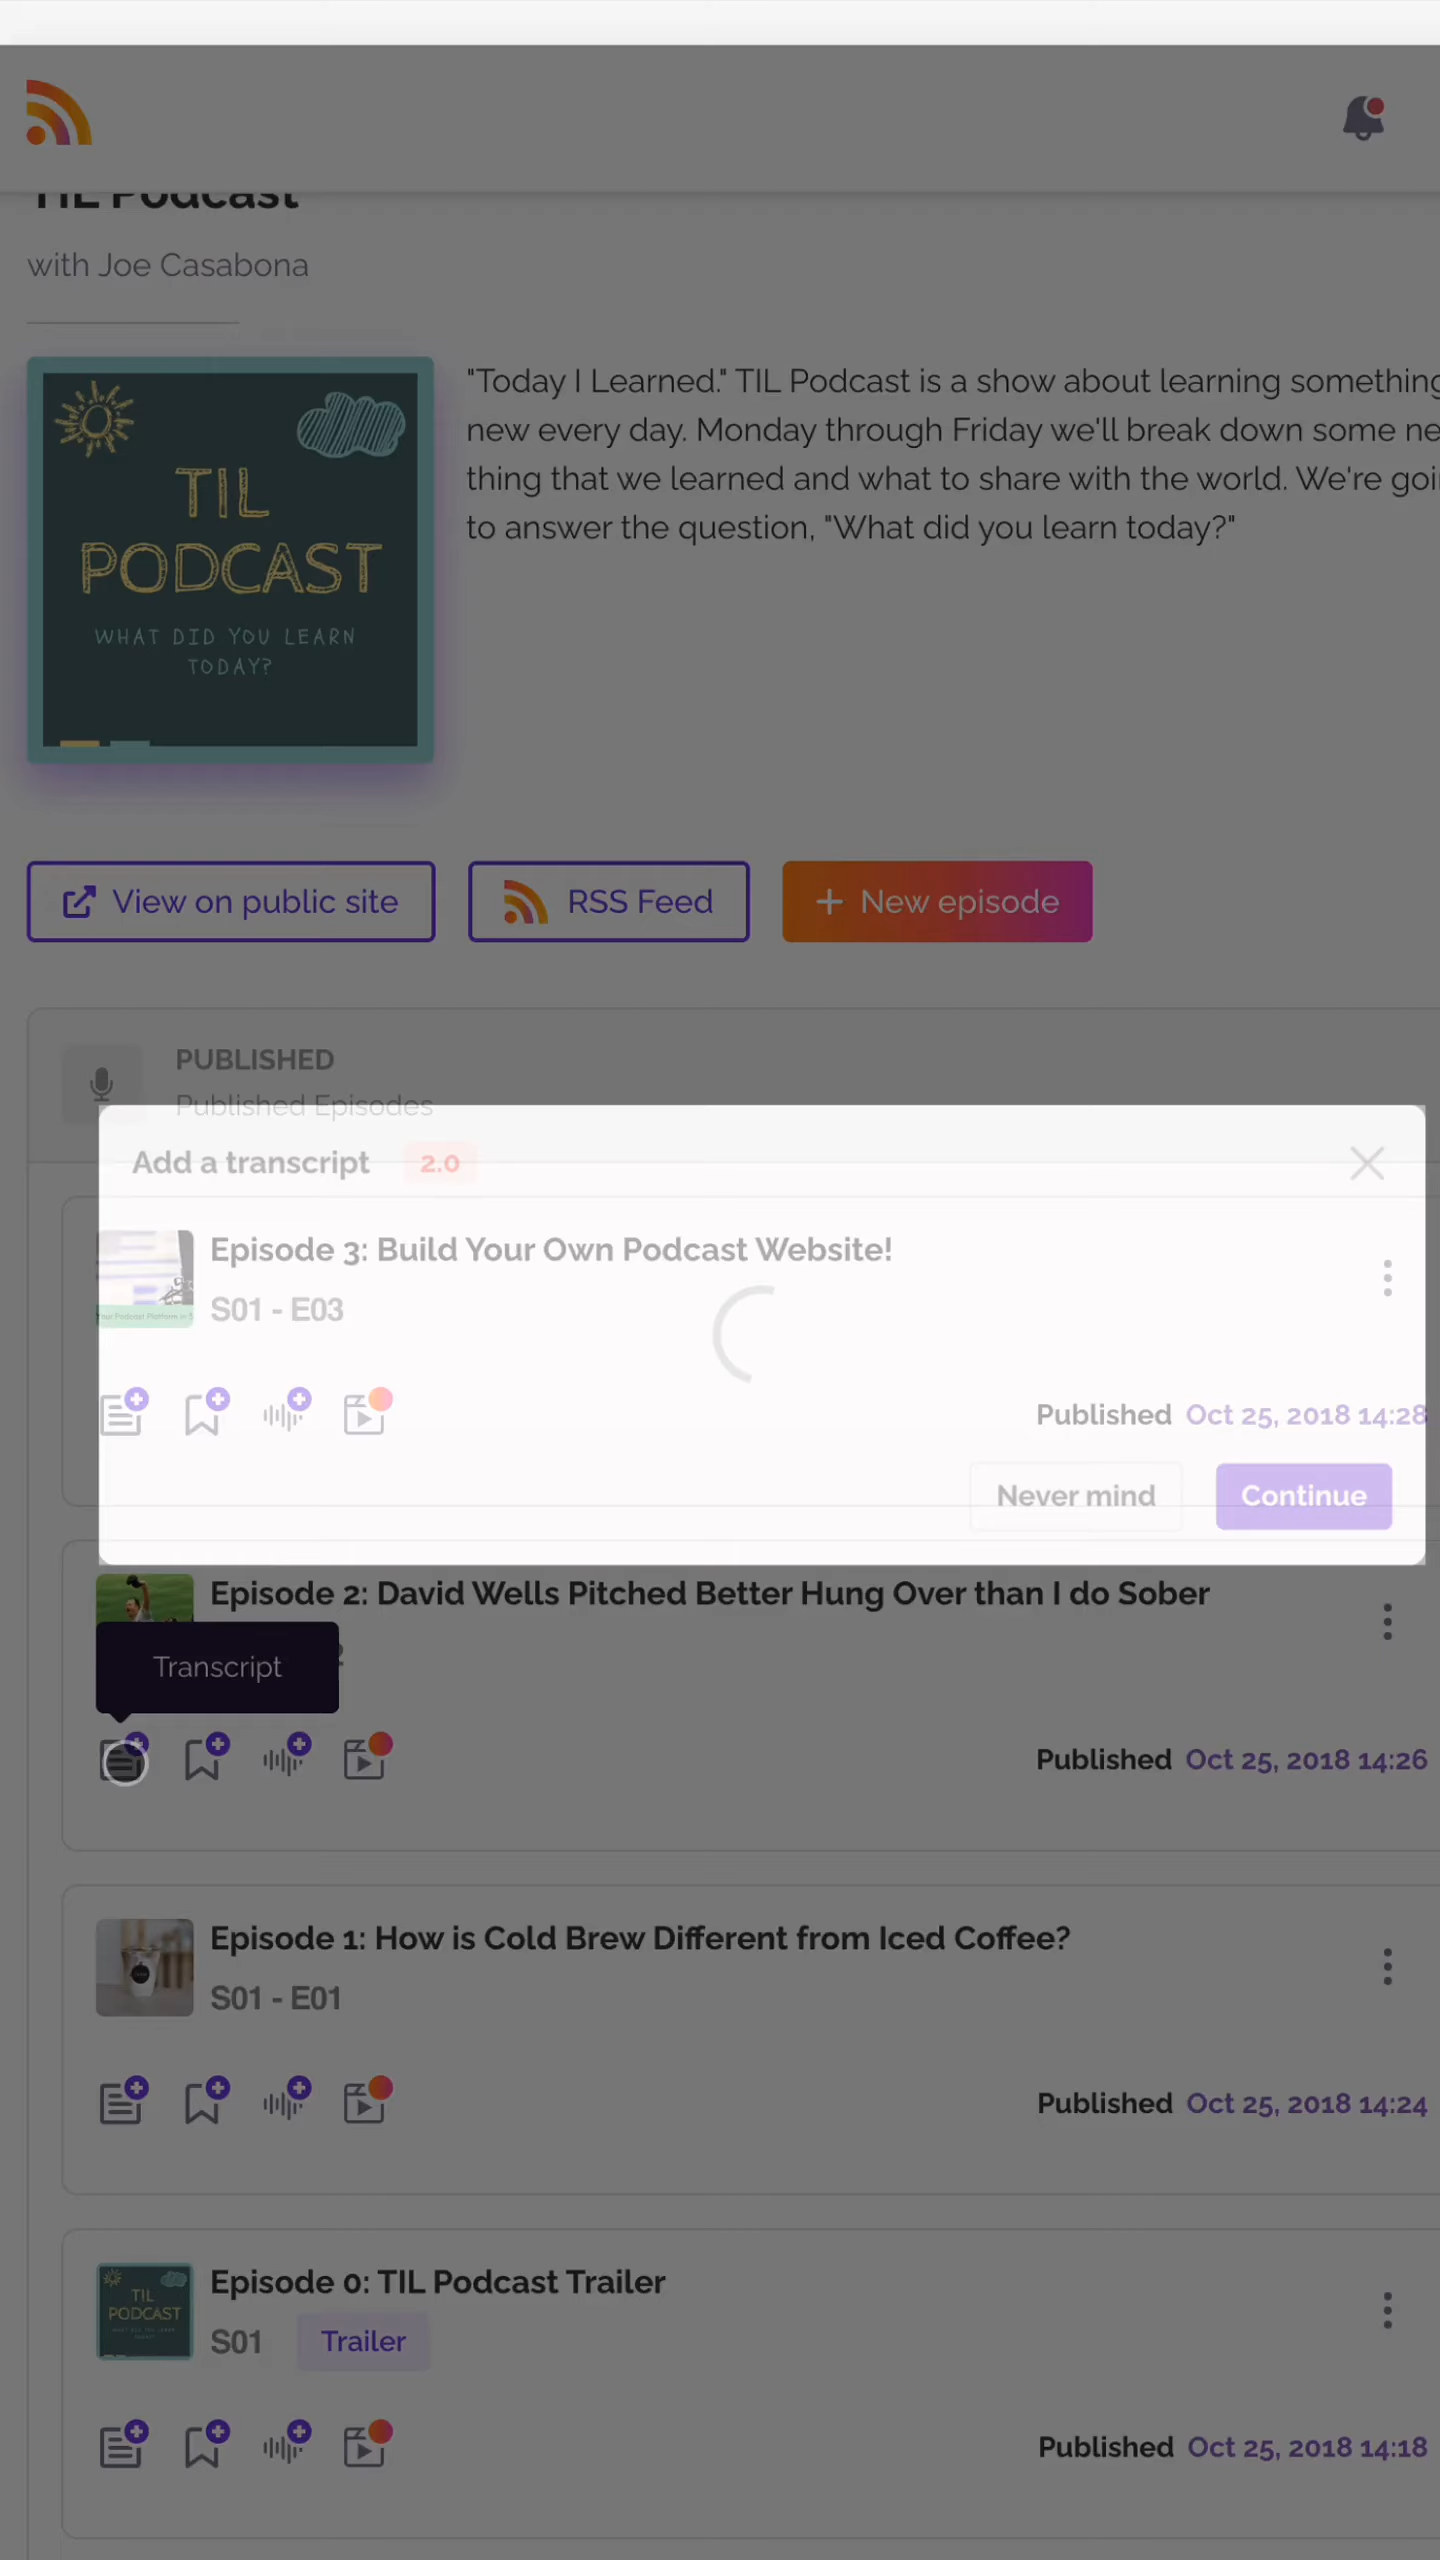 TIL Podcast
with Joe Casabona
TIL
PODCAST
WHAT DID YOU LEARN
TODAY?
"Today I Learned." TIL Podcast is a show about learning something
new every day. Monday through Friday we'll break down some ne
thing that we learned and what to share with the world. We're goi
to answer the question, "What did you learn today?"
View on public site
RSS Feed
+ New episode
PUBLISHED
Published Episodes
Add a transcript 2.0
Episode 3: Build Your Own Podcast Website!
S01 - E03
Your Podcast Platform in 5
Published Oct 25, 2018 14:28
Never mind
Continue
Episode 2: David Wells Pitched Better Hung Over than I do Sober
Transcript
Published Oct 25, 2018 14:26
Episode 1: How is Cold Brew Different from Iced Coffee?
S01 - E01
Published Oct 25, 2018 14:24
Episode 0: TIL Podcast Trailer
TIL
PODCAST
S01 Trailer
Published Oct 25, 2018 14:18